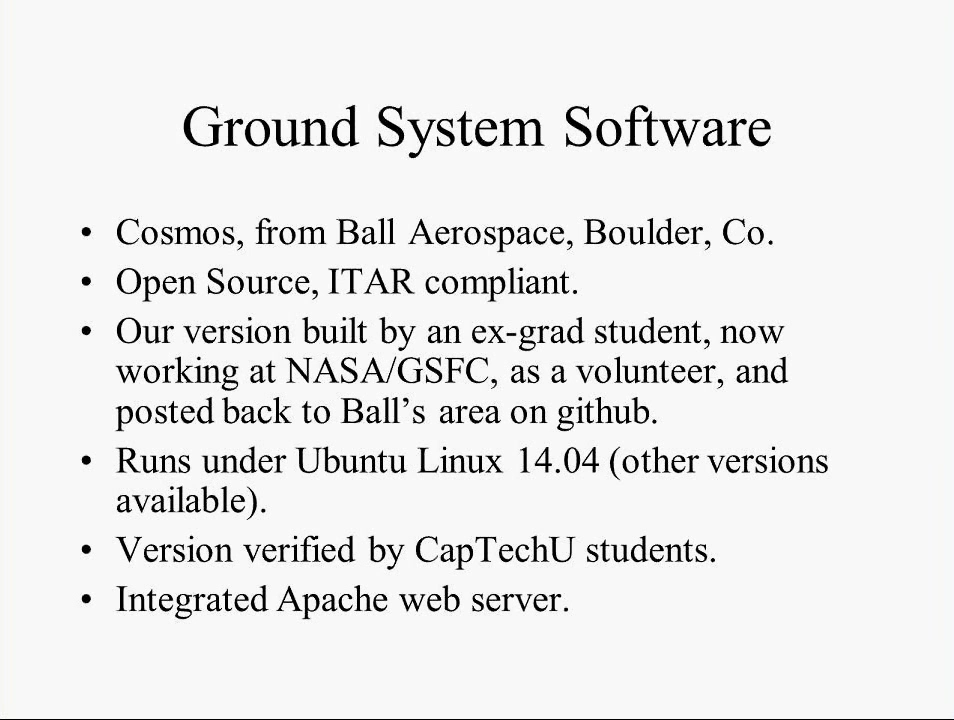 Ground System Software
• Cosmos, from Ball Aerospace, Boulder, Co.
• Open Source, ITAR compliant.
• Our version built by an ex-grad student, now
working at NASA/GSFC, as a volunteer, and
posted back to Ball’s area on github.
• Runs under Ubuntu Linux 14.04 (other versions
available).
• Version verified by CapTechU students.
• Integrated Apache web server.